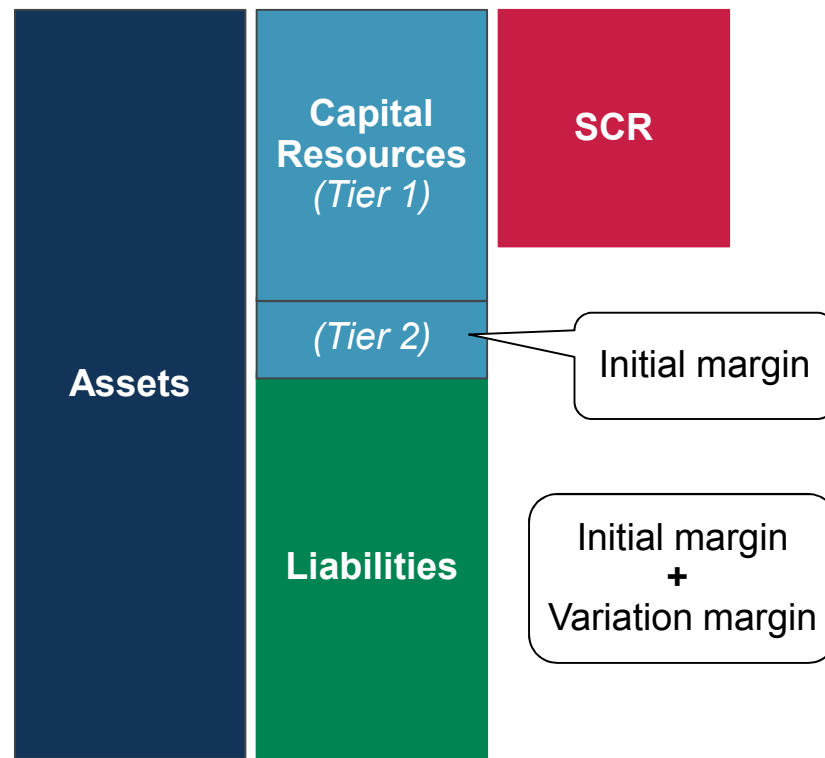 Assets
Capital
Resources
(Tier 1)
(Tier 2)
Liabilities
SCR
Initial margin
Initial margin
+
Variation margin